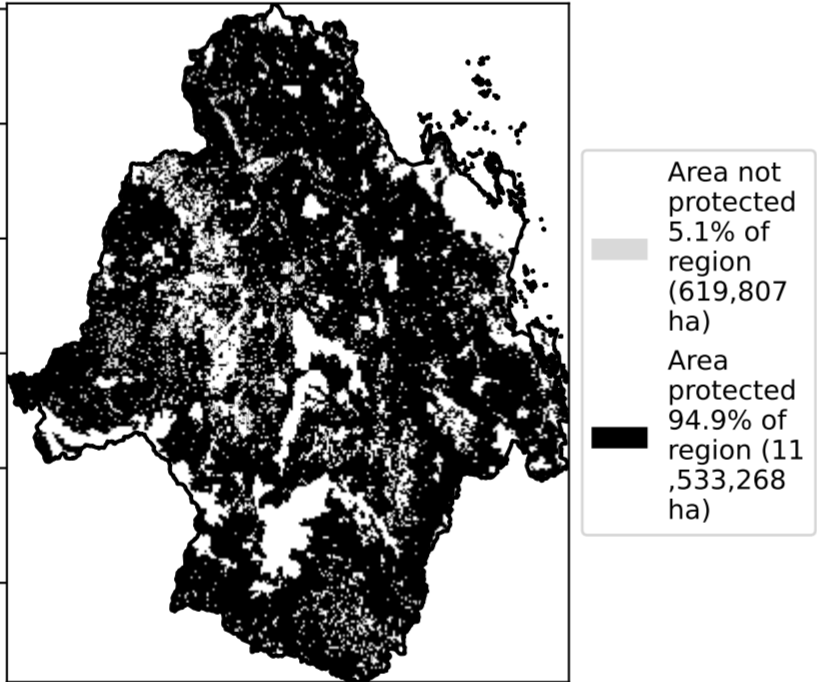 Area not
protected
5.1% of
region
(619,807
ha)
Area
protected
94.9% of
region (11
,533,268
ha)